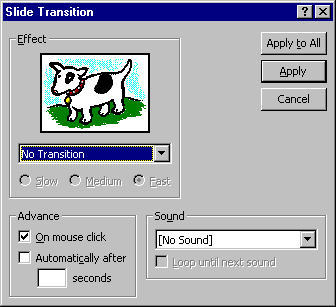 Slide Transition
Effect
Apply to All
Apply
Cancel
No Transition
Slow Medium Fast
Advance
On mouse click
Automatically after
seconds
Sound
[No Sound]
Loop until next sound